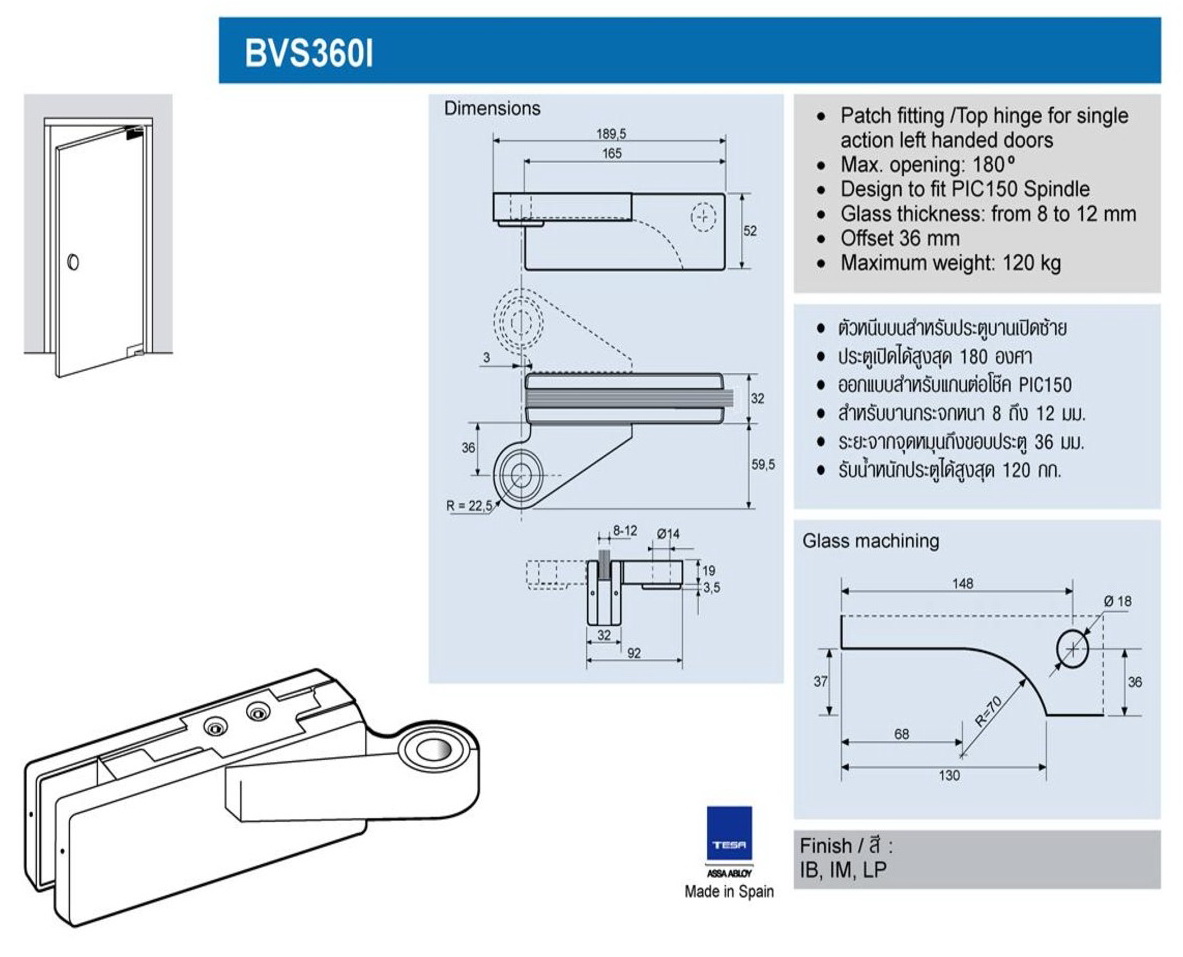 BVS360I
Dimensions
189,5
165
52
3
32
36
59,5
R = 22,5
8-12
Ø14
19
3,5
32
92
• Patch fitting /Top hinge for single
action left handed doors
• Max. opening: 180º
• Design to fit PIC150 Spindle
• Glass thickness: from 8 to 12 mm
• Offset 36 mm
• Maximum weight: 120 kg
• ตัวหนีบบนสำหรับประตูบานเปิดซ้าย
• ประตูเปิดได้สูงสุด 180 องศา
• ออกแบบสำหรับแกนต่อโช๊ค PIC150
• สำหรับบานกระจกหนา 8 ถึง 12 มม.
• ระยะจากจุดหมุนถึงขอบประตู 36 มม.
• รับน้ำหนักประตูได้สูงสุด 120 กก.
Glass machining
148
Ø 18
37
36
R=70
68
130
TESA
ASSA ABLOY
Made in Spain
Finish / สี :
IB, IM, LP